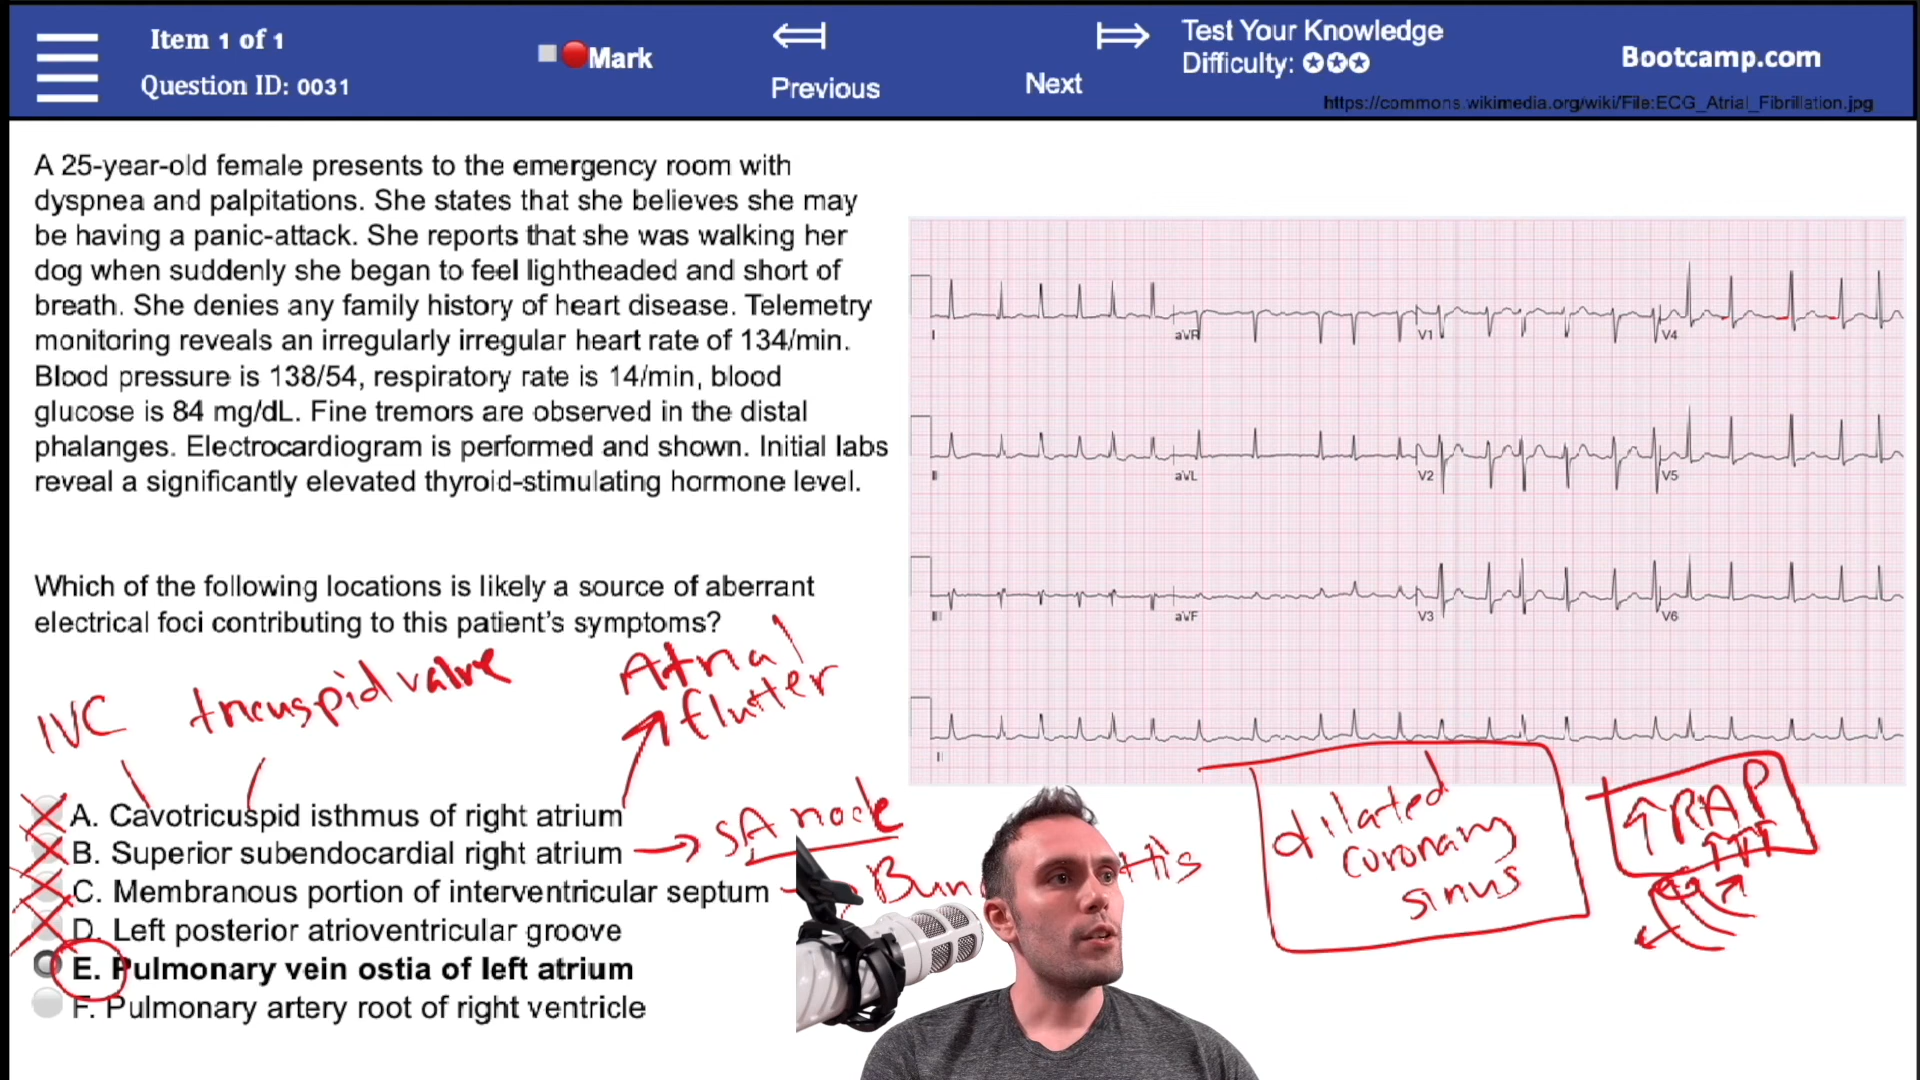 Item 1 of 1
Question ID: 0031
Mark
Previous
Next
Test Your Knowledge
Difficulty:
Bootcamp.com
https://commons.wikimedia.org/wiki/File:ECG_Atrial_Fibrillation.jpg
A 25-year-old female presents to the emergency room with
dyspnea and palpitations. She states that she believes she may
be having a panic-attack. She reports that she was walking her
dog when suddenly she began to feel lightheaded and short of
breath. She denies any family history of heart disease. Telemetry
monitoring reveals an irregularly irregular heart rate of 134/min.
Blood pressure is 138/54, respiratory rate is 14/min, blood
glucose is 84 mg/dL. Fine tremors are observed in the distal
phalanges. Electrocardiogram is performed and shown. Initial labs
reveal a significantly elevated thyroid-stimulating hormone level.
Which of the following locations is likely a source of aberrant
electrical foci contributing to this patient's symptoms?
I
aVR
V1
V4
II
aVL
V2
V5
III
aVF
V3
V6
II
IVC
tricuspid valve
Atrial
flutter
A. Cavotricuspid isthmus of right atrium
B. Superior subendocardial right atrium
C. Membranous portion of interventricular septum
D. Left posterior atrioventricular groove
E. Pulmonary vein ostia of left atrium
F. Pulmonary artery root of right ventricle
SA node
His
dilated
coronary
sinus
↑RAP